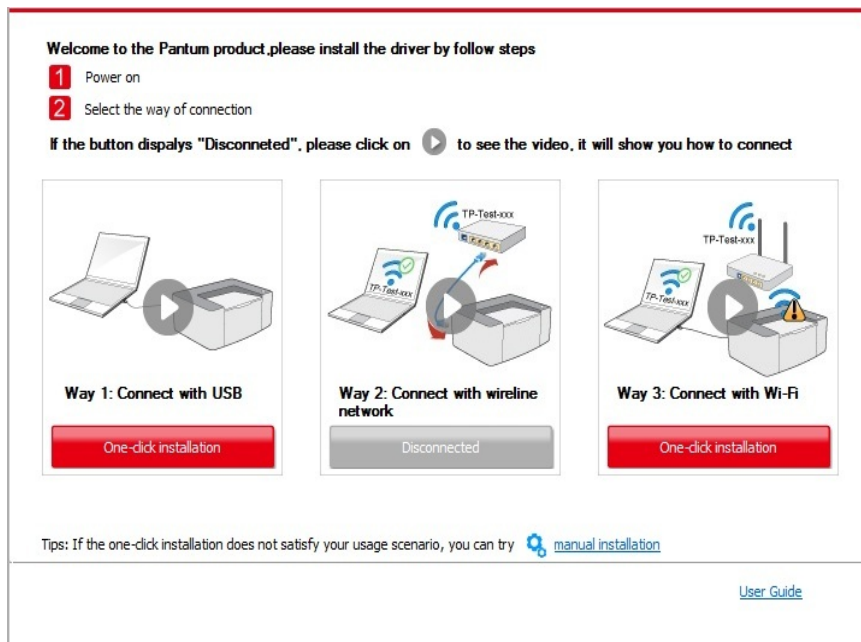 Welcome to the Pantum product,please install the driver by follow steps
1 Power on
2 Select the way of connection
If the button dispalys "Disconneted", please click on to see the video, it will show you how to connect
TP-Test-xxx
TP-Test-xxx
TP-Test-xxx
TP-Test-xxx
Way 1: Connect with USB
Way 2: Connect with wireline
network
Way 3: Connect with Wi-Fi
One-click installation
Disconnected
One-click installation
Tips: If the one-click installation does not satisfy your usage scenario, you can try manual installation
User Guide